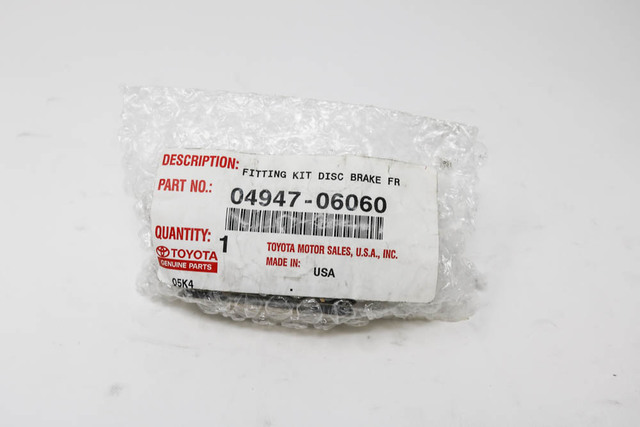 DESCRIPTION: FITTING KIT DISC BRAKE FR
PART NO.: 04947-06060
QUANTITY: 1
TOYOTA
GENUINE PARTS
TOYOTA MOTOR SALES, U.S.A., INC.
MADE IN: USA
05K4